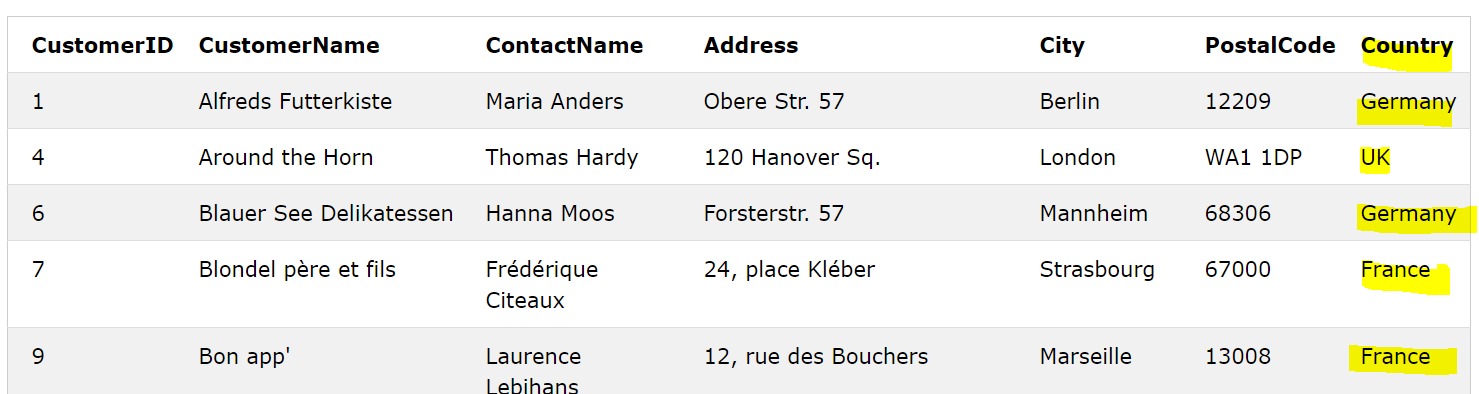 CustomerID CustomerName ContactName Address City PostalCode Country
1 Alfreds Futterkiste Maria Anders Obere Str. 57 Berlin 12209 Germany
4 Around the Horn Thomas Hardy 120 Hanover Sq. London WA1 1DP UK
6 Blauer See Delikatessen Hanna Moos Forsterstr. 57 Mannheim 68306 Germany
7 Blondel père et fils Frédérique 24, place Kléber Strasbourg 67000 France
Citeaux
9 Bon app' Laurence 12, rue des Bouchers Marseille 13008 France
Lebihans